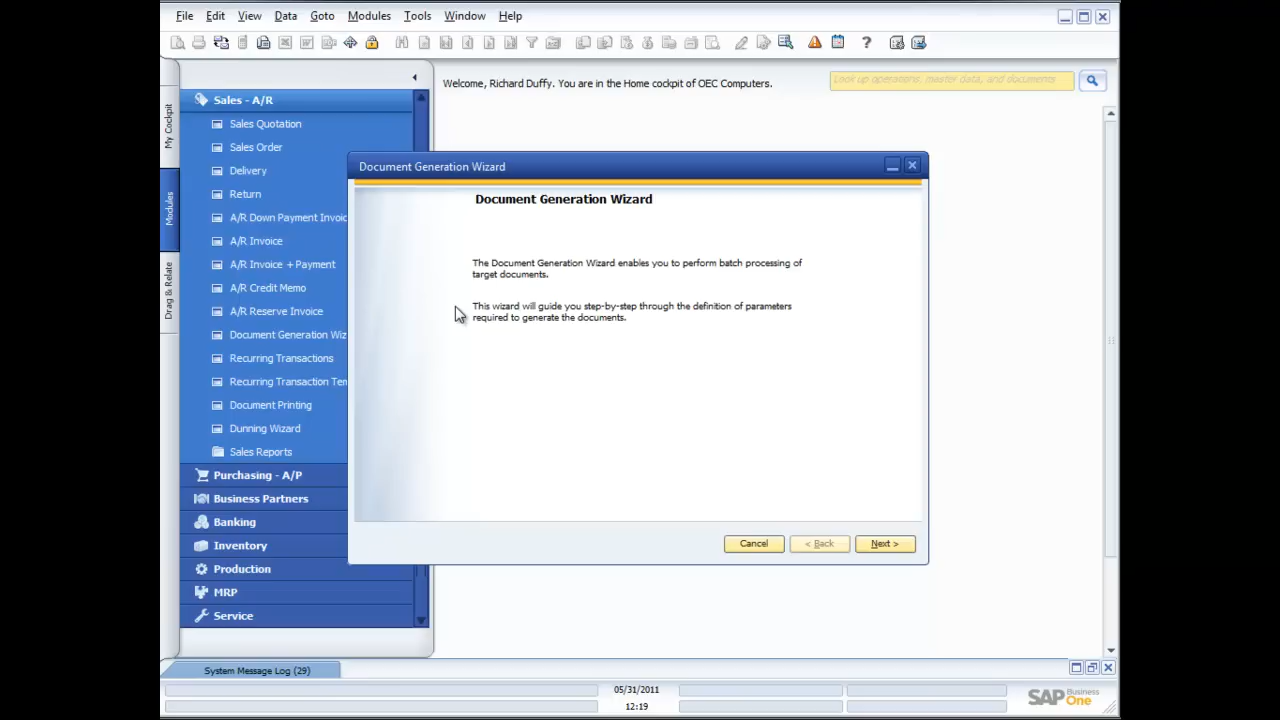 File Edit View Data Goto Modules Tools Window Help
Welcome, Richard Duffy. You are in the Home cockpit of OEC Computers.
Look up operations, master data, and documents
My Cockpit
Modules
Drag & Relate
Sales - A/R
Sales Quotation
Sales Order
Delivery
Return
A/R Down Payment Invoic
A/R Invoice
A/R Invoice + Payment
A/R Credit Memo
A/R Reserve Invoice
Document Generation Wiz
Recurring Transactions
Recurring Transaction Tem
Document Printing
Dunning Wizard
Sales Reports
Purchasing - A/P
Business Partners
Banking
Inventory
Production
MRP
Service
Document Generation Wizard
Document Generation Wizard
The Document Generation Wizard enables you to perform batch processing of
target documents.
This wizard will guide you step-by-step through the definition of parameters
required to generate the documents.
Cancel < Back Next >
System Message Log (29)
05/31/2011
12:19
SAP Business One